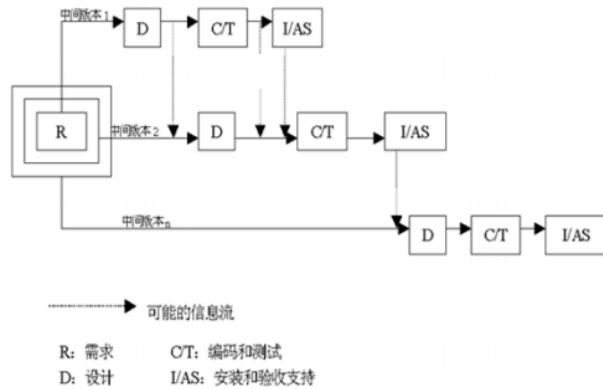 中间版本1 D C/T I/AS
R 中间版本2 D C/T I/AS
中间版本n D C/T I/AS
可能的信息流
R: 需求 C/T: 编码和测试
D: 设计 I/AS: 安装和验收支持